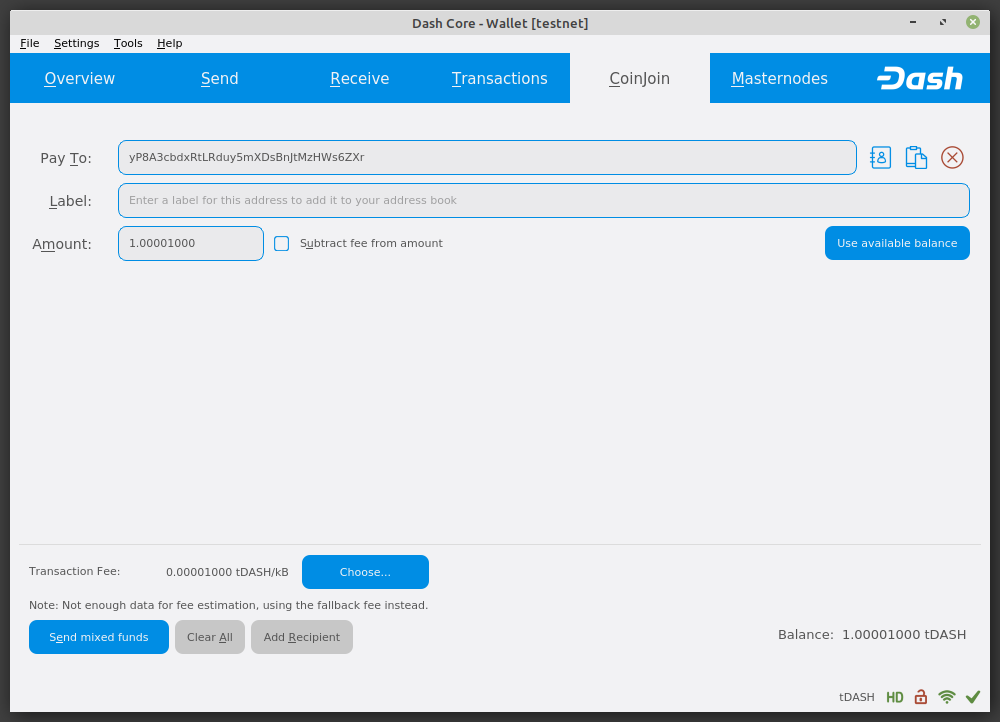 Dash Core - Wallet [testnet]
File Settings Tools Help
Overview Send Receive Transactions CoinJoin Masternodes Dash
Pay To: yP8A3cbdxRtLRduy5mXDsBnJtMzHWs6ZXr
Label: Enter a label for this address to add it to your address book
Amount: 1.00001000 Subtract fee from amount Use available balance
Transaction Fee: 0.00001000 tDASH/kB Choose...
Note: Not enough data for fee estimation, using the fallback fee instead.
Send mixed funds Clear All Add Recipient Balance: 1.00001000 tDASH
tDASH HD